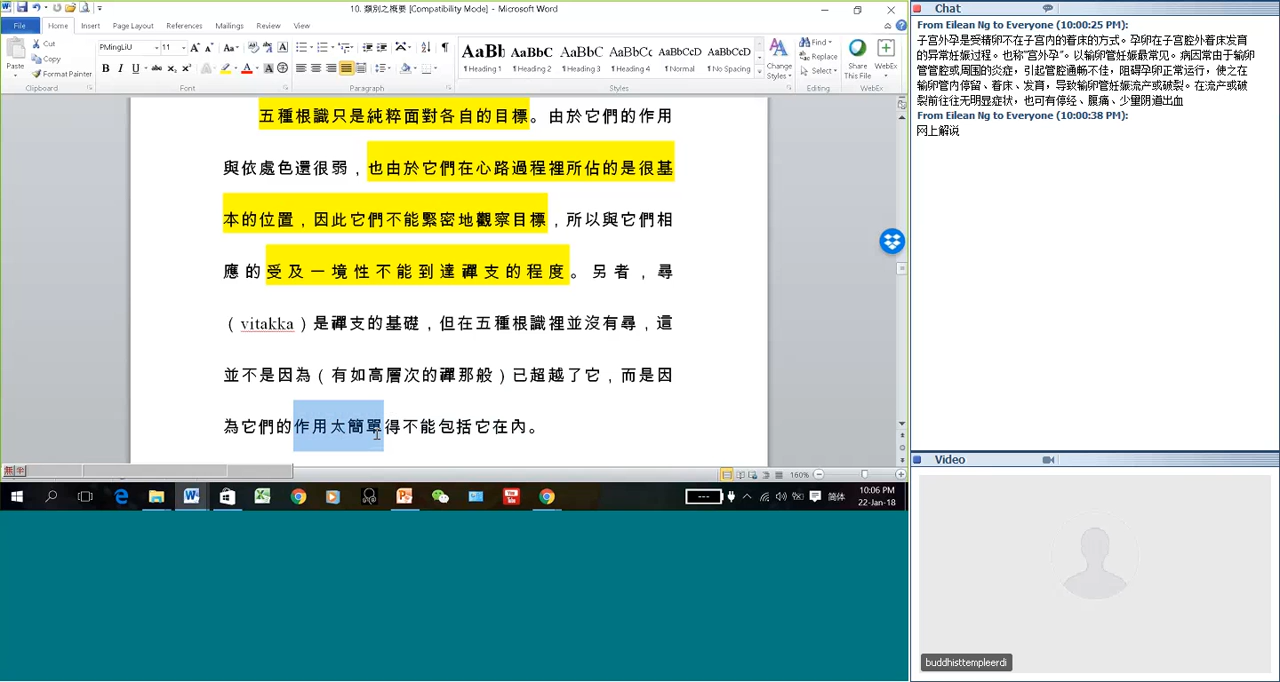 10. 類別之概要 [Compatibility Mode] - Microsoft Word
File Home Insert Page Layout References Mailings Review View
Paste
Cut
Copy
Format Painter
PMingLiU 11
Heading 1 Heading 2 Heading 3 Heading 4 Normal No Spacing
Change Styles
Find
Replace
Select
Share This File
WebEx
Clipboard Font Paragraph Styles Editing WebEx
五種根識只是純粹面對各自的目標。由於它們的作用
與依處色還很弱，也由於它們在心路過程裡所佔的是很基
本的位置，因此它們不能緊密地觀察目標，所以與它們相
應的受及一境性不能到達禪支的程度。另者，尋
（vitakka）是禪支的基礎，但在五種根識裡並沒有尋，這
並不是因為（有如高層次的禪那般）已超越了它，而是因
為它們的作用太簡單得不能包括它在內。
160%
简体
10:06 PM
22-Jan-18
Chat
From Eilean Ng to Everyone (10:00:25 PM):
子宫外孕是受精卵不在子宫内的着床的方式。孕卵在子宫腔外着床发育
的异常妊娠过程。也称"宫外孕"。以输卵管妊娠最常见。病因常由于输卵
管管腔或周围的炎症，引起管腔通畅不佳，阻碍孕卵正常运行，使之在
输卵管内停留、着床、发育，导致输卵管妊娠流产或破裂。在流产或破
裂前往往无明显症状，也可有停经、腹痛、少量阴道出血
From Eilean Ng to Everyone (10:00:38 PM):
网上解说
Video
buddhisttempleerdi